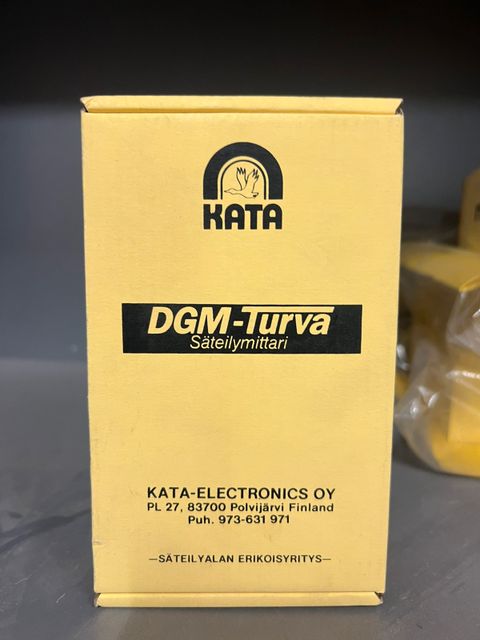 KATA
DGM-Turva
Säteilymittari
KATA-ELECTRONICS OY
PL 27, 83700 Polvijärvi Finland
Puh. 973-631 971
—SÄTEILYALAN ERIKOISYRITYS—